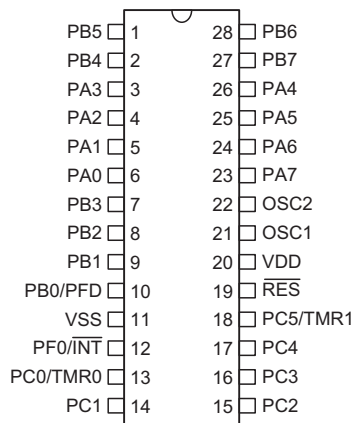 PB5 1 28 PB6
PB4 2 27 PB7
PA3 3 26 PA4
PA2 4 25 PA5
PA1 5 24 PA6
PA0 6 23 PA7
PB3 7 22 OSC2
PB2 8 21 OSC1
PB1 9 20 VDD
PB0/PFD 10 19 R̅E̅S̅
VSS 11 18 PC5/TMR1
PF0/I̅N̅T̅ 12 17 PC4
PC0/TMR0 13 16 PC3
PC1 14 15 PC2